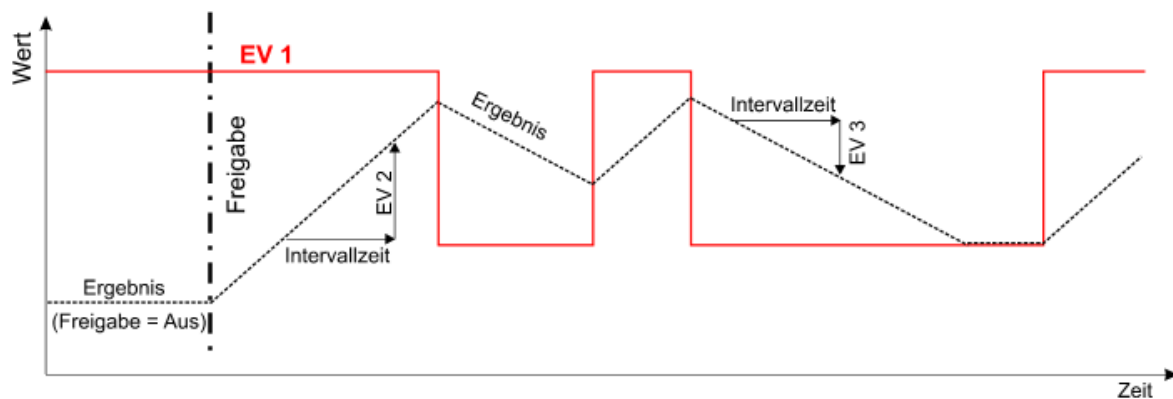 Wert
EV 1
Freigabe
Ergebnis
Intervallzeit
EV 3
EV 2
Intervallzeit
Ergebnis
(Freigabe = Aus)
Zeit